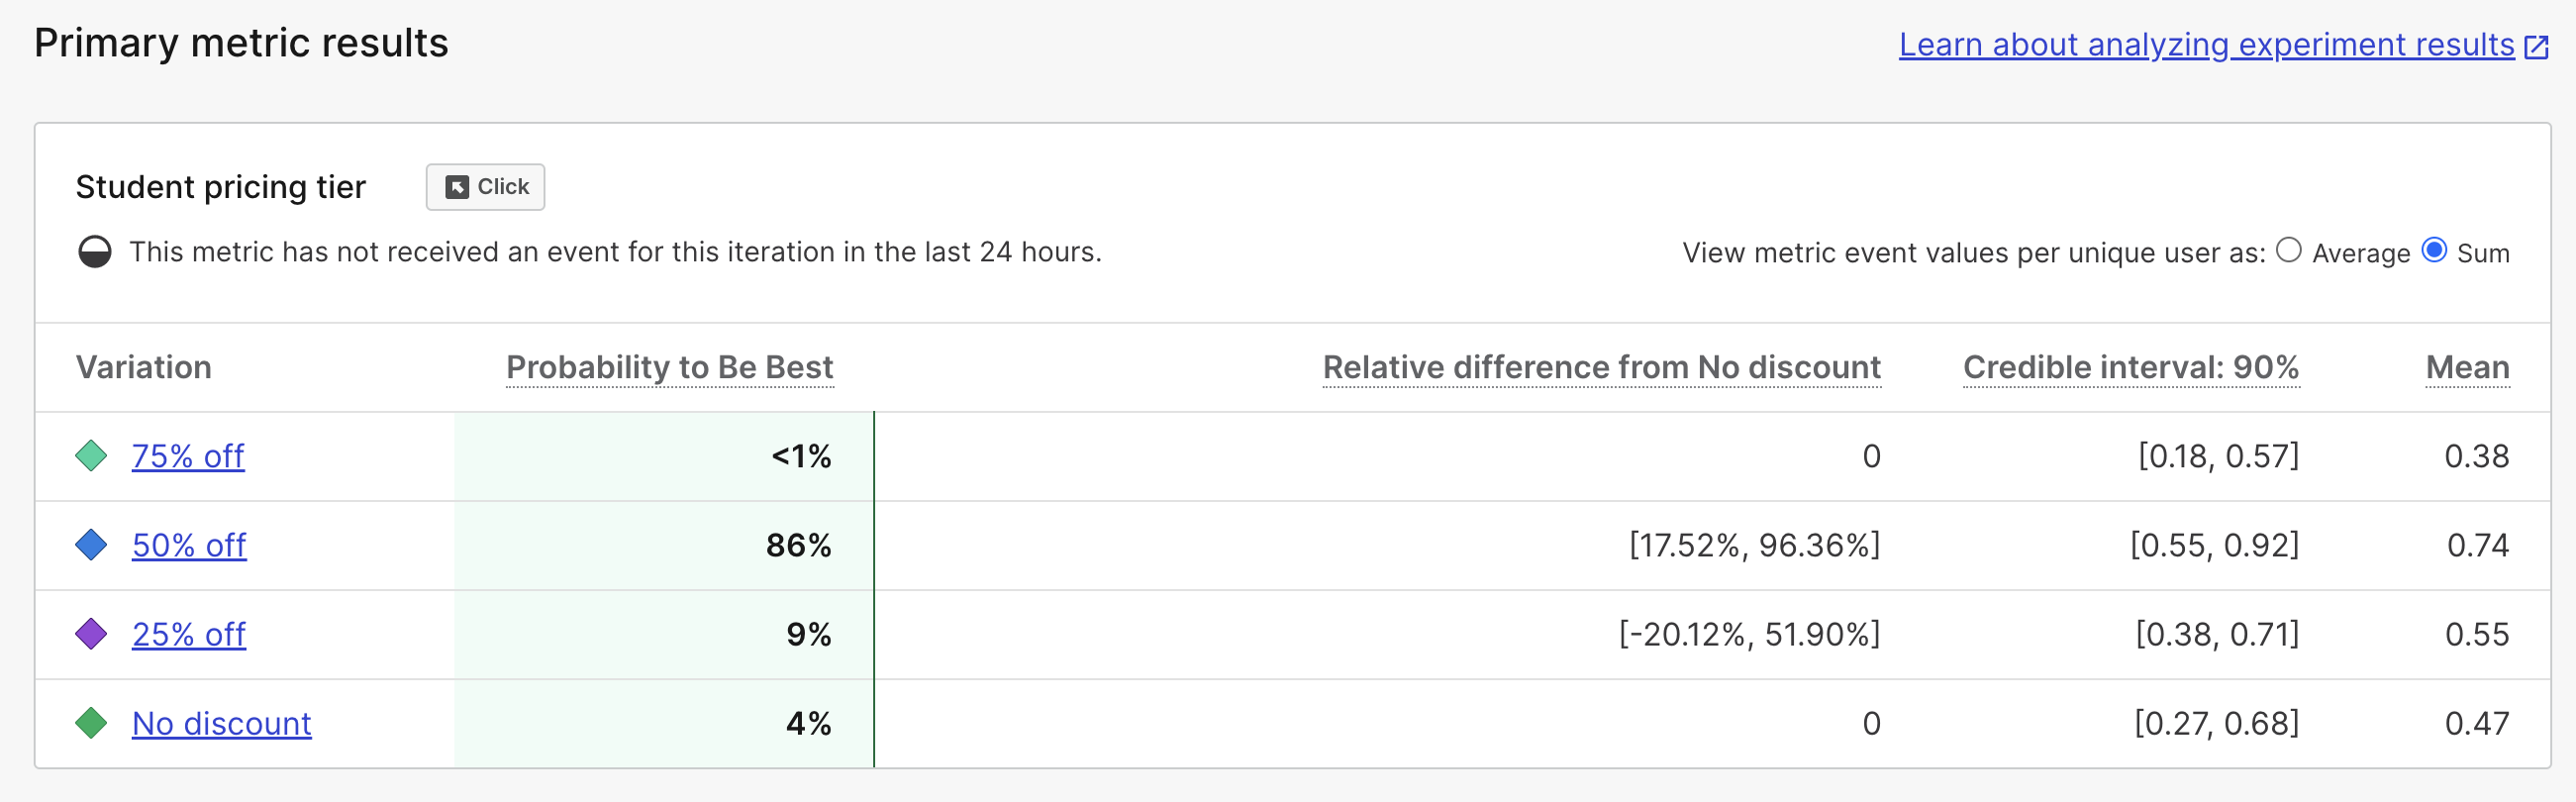 Primary metric results
Learn about analyzing experiment results
Student pricing tier Click
This metric has not received an event for this iteration in the last 24 hours.
View metric event values per unique user as: Average Sum
Variation Probability to Be Best Relative difference from No discount Credible interval: 90% Mean
75% off <1% 0 [0.18, 0.57] 0.38
50% off 86% [17.52%, 96.36%] [0.55, 0.92] 0.74
25% off 9% [-20.12%, 51.90%] [0.38, 0.71] 0.55
No discount 4% 0 [0.27, 0.68] 0.47